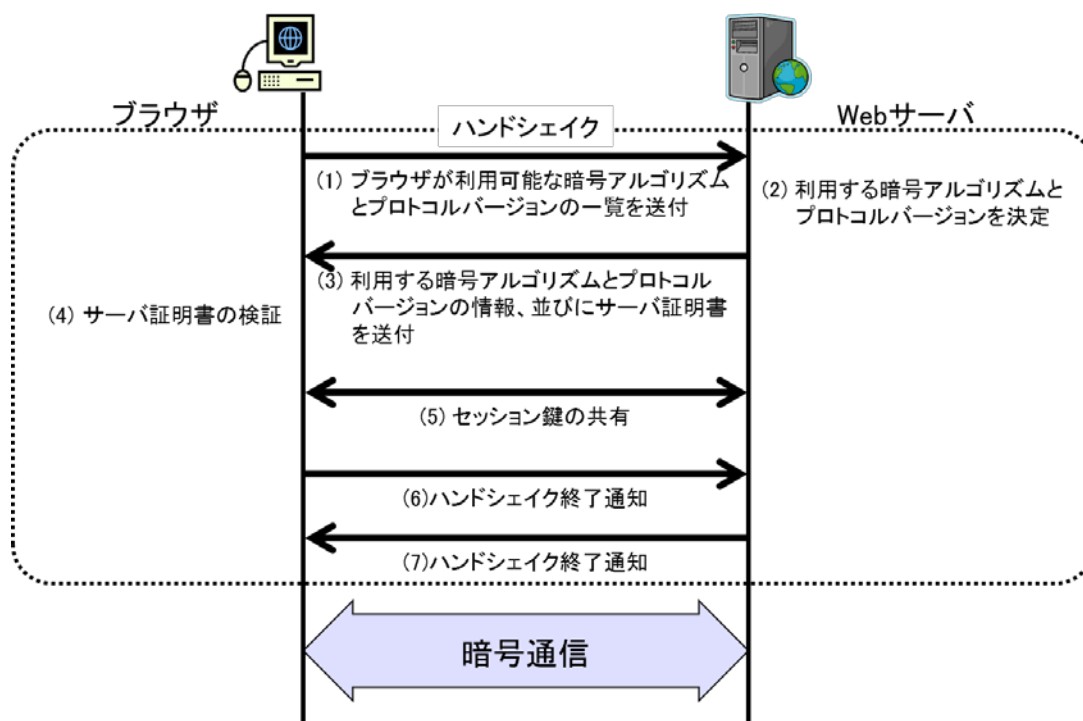 ブラウザ
Webサーバ
ハンドシェイク
(1) ブラウザが利用可能な暗号アルゴリズム
とプロトコルバージョンの一覧を送付
(2) 利用する暗号アルゴリズムと
プロトコルバージョンを決定
(3) 利用する暗号アルゴリズムとプロトコル
バージョンの情報、並びにサーバ証明書
を送付
(4) サーバ証明書の検証
(5) セッション鍵の共有
(6)ハンドシェイク終了通知
(7)ハンドシェイク終了通知
暗号通信